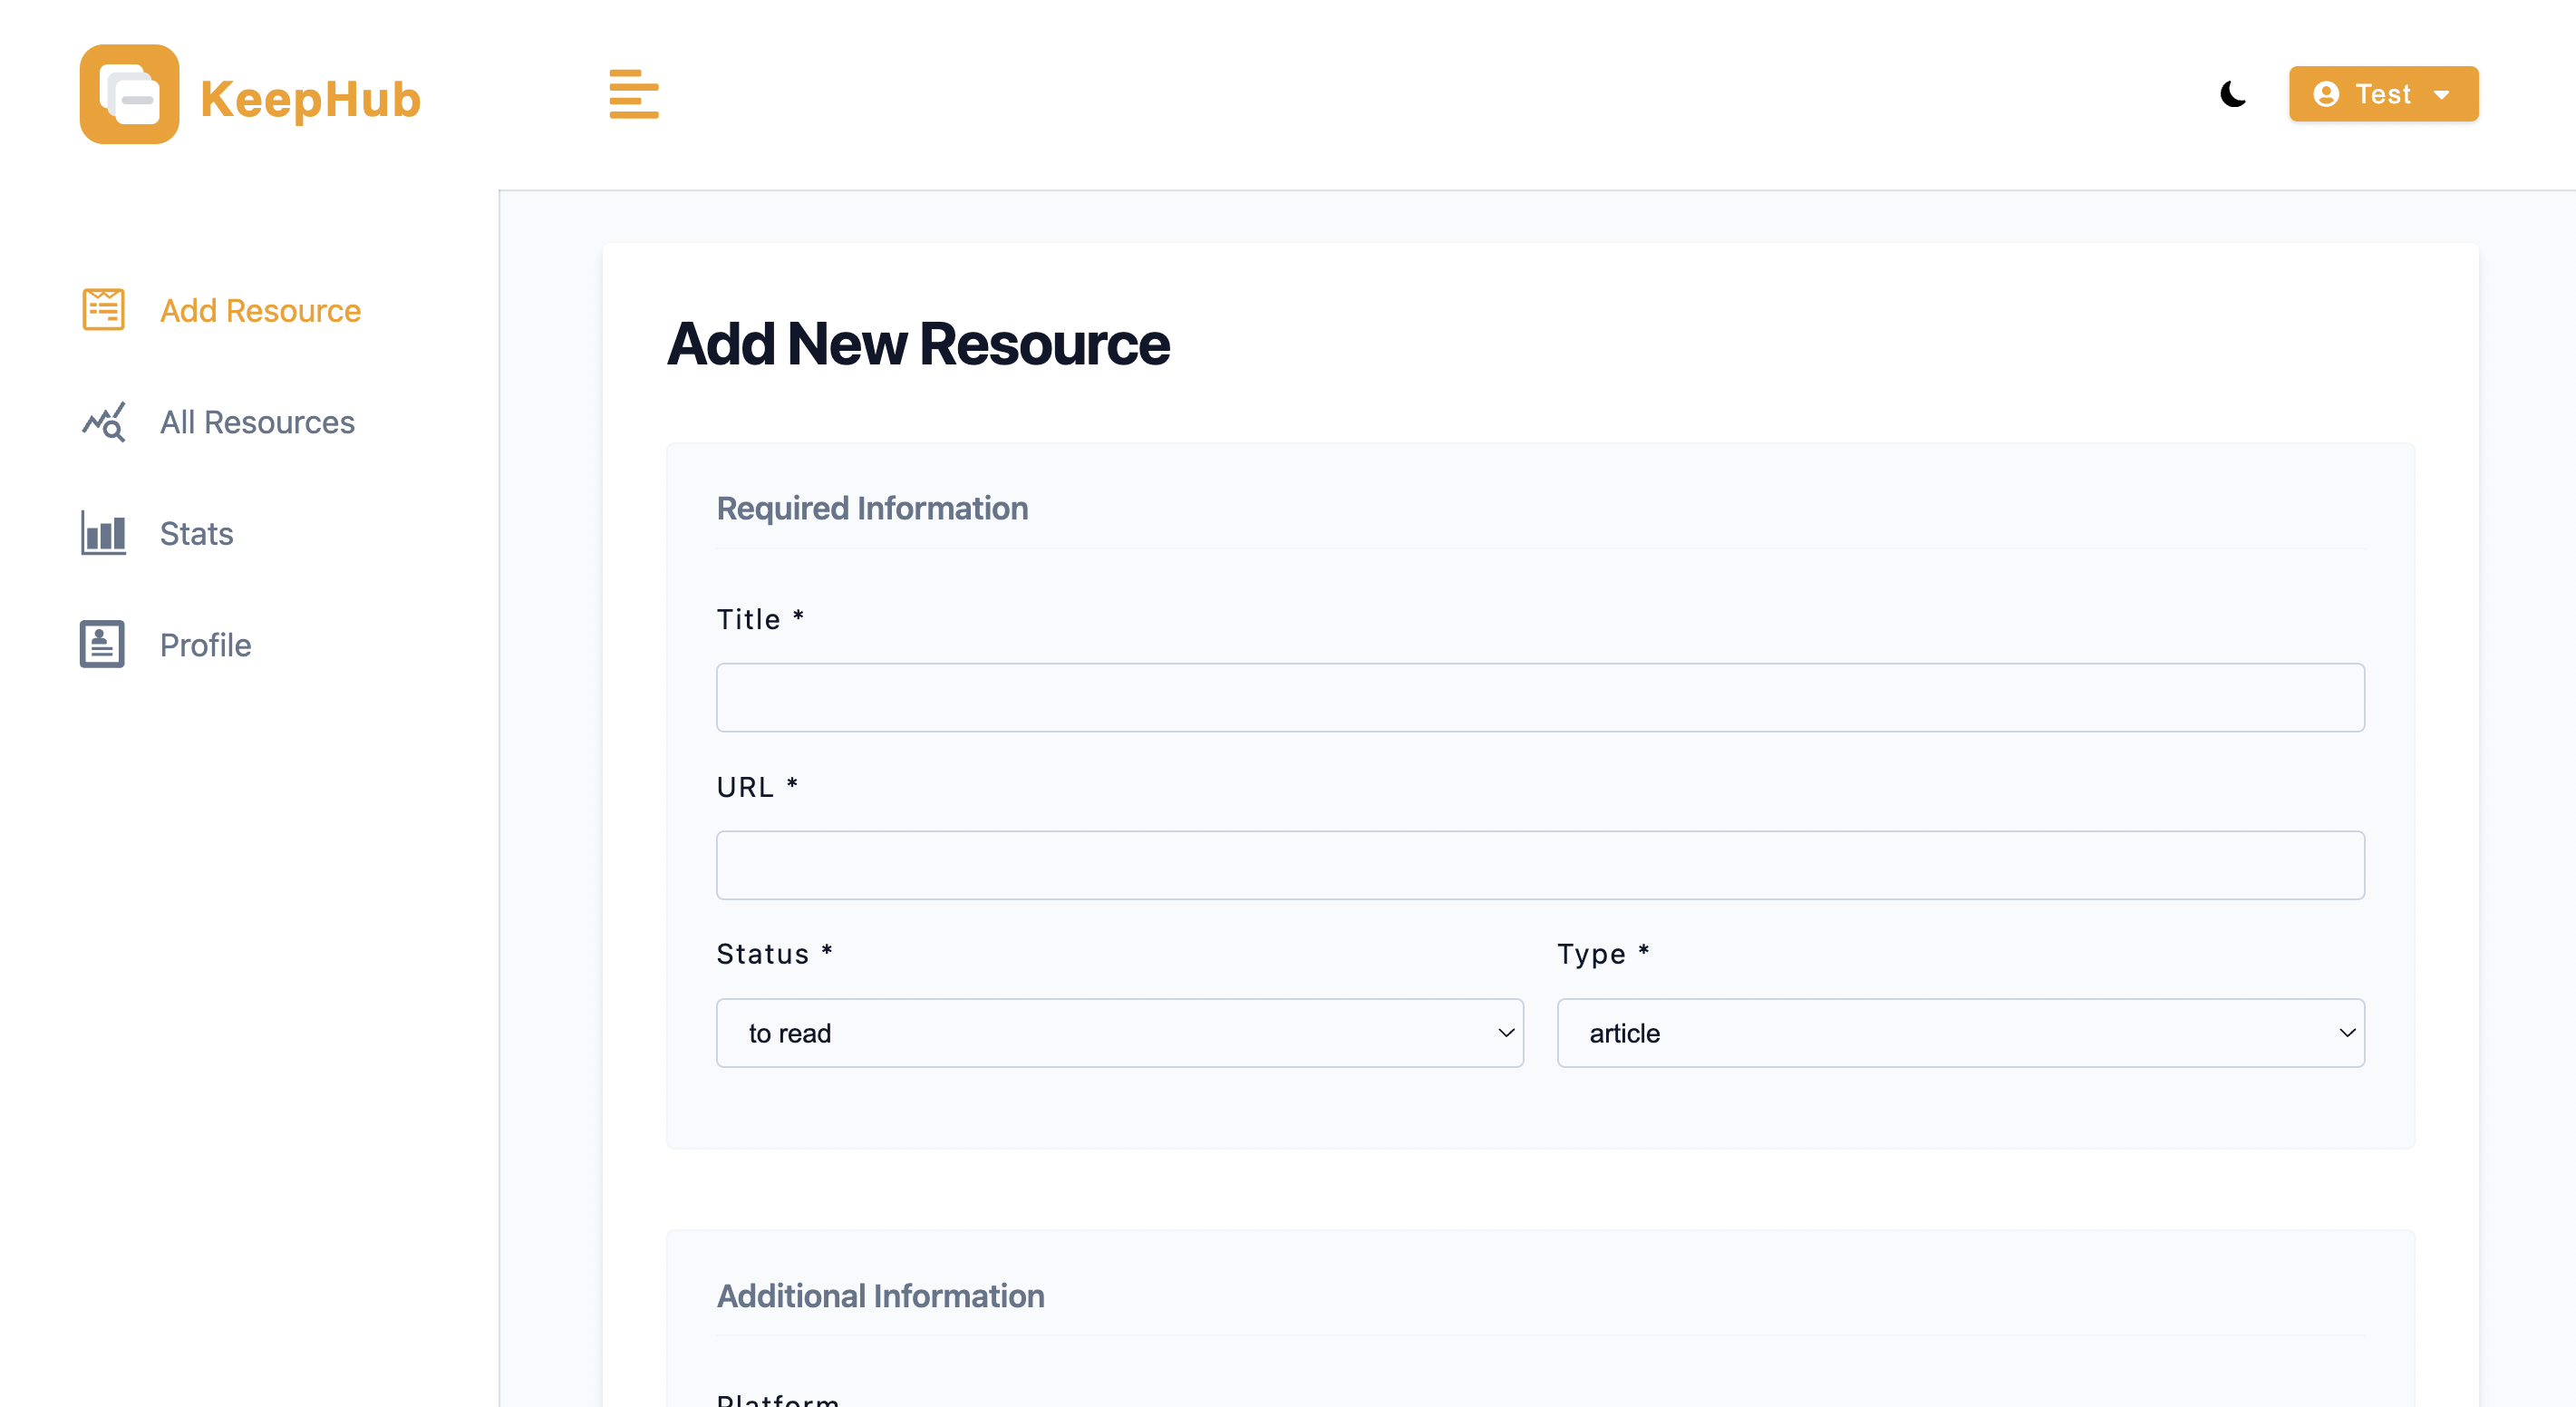 KeepHub
Test
Add Resource
All Resources
Stats
Profile
Add New Resource
Required Information
Title *
URL *
Status * Type *
to read article
Additional Information
Platform